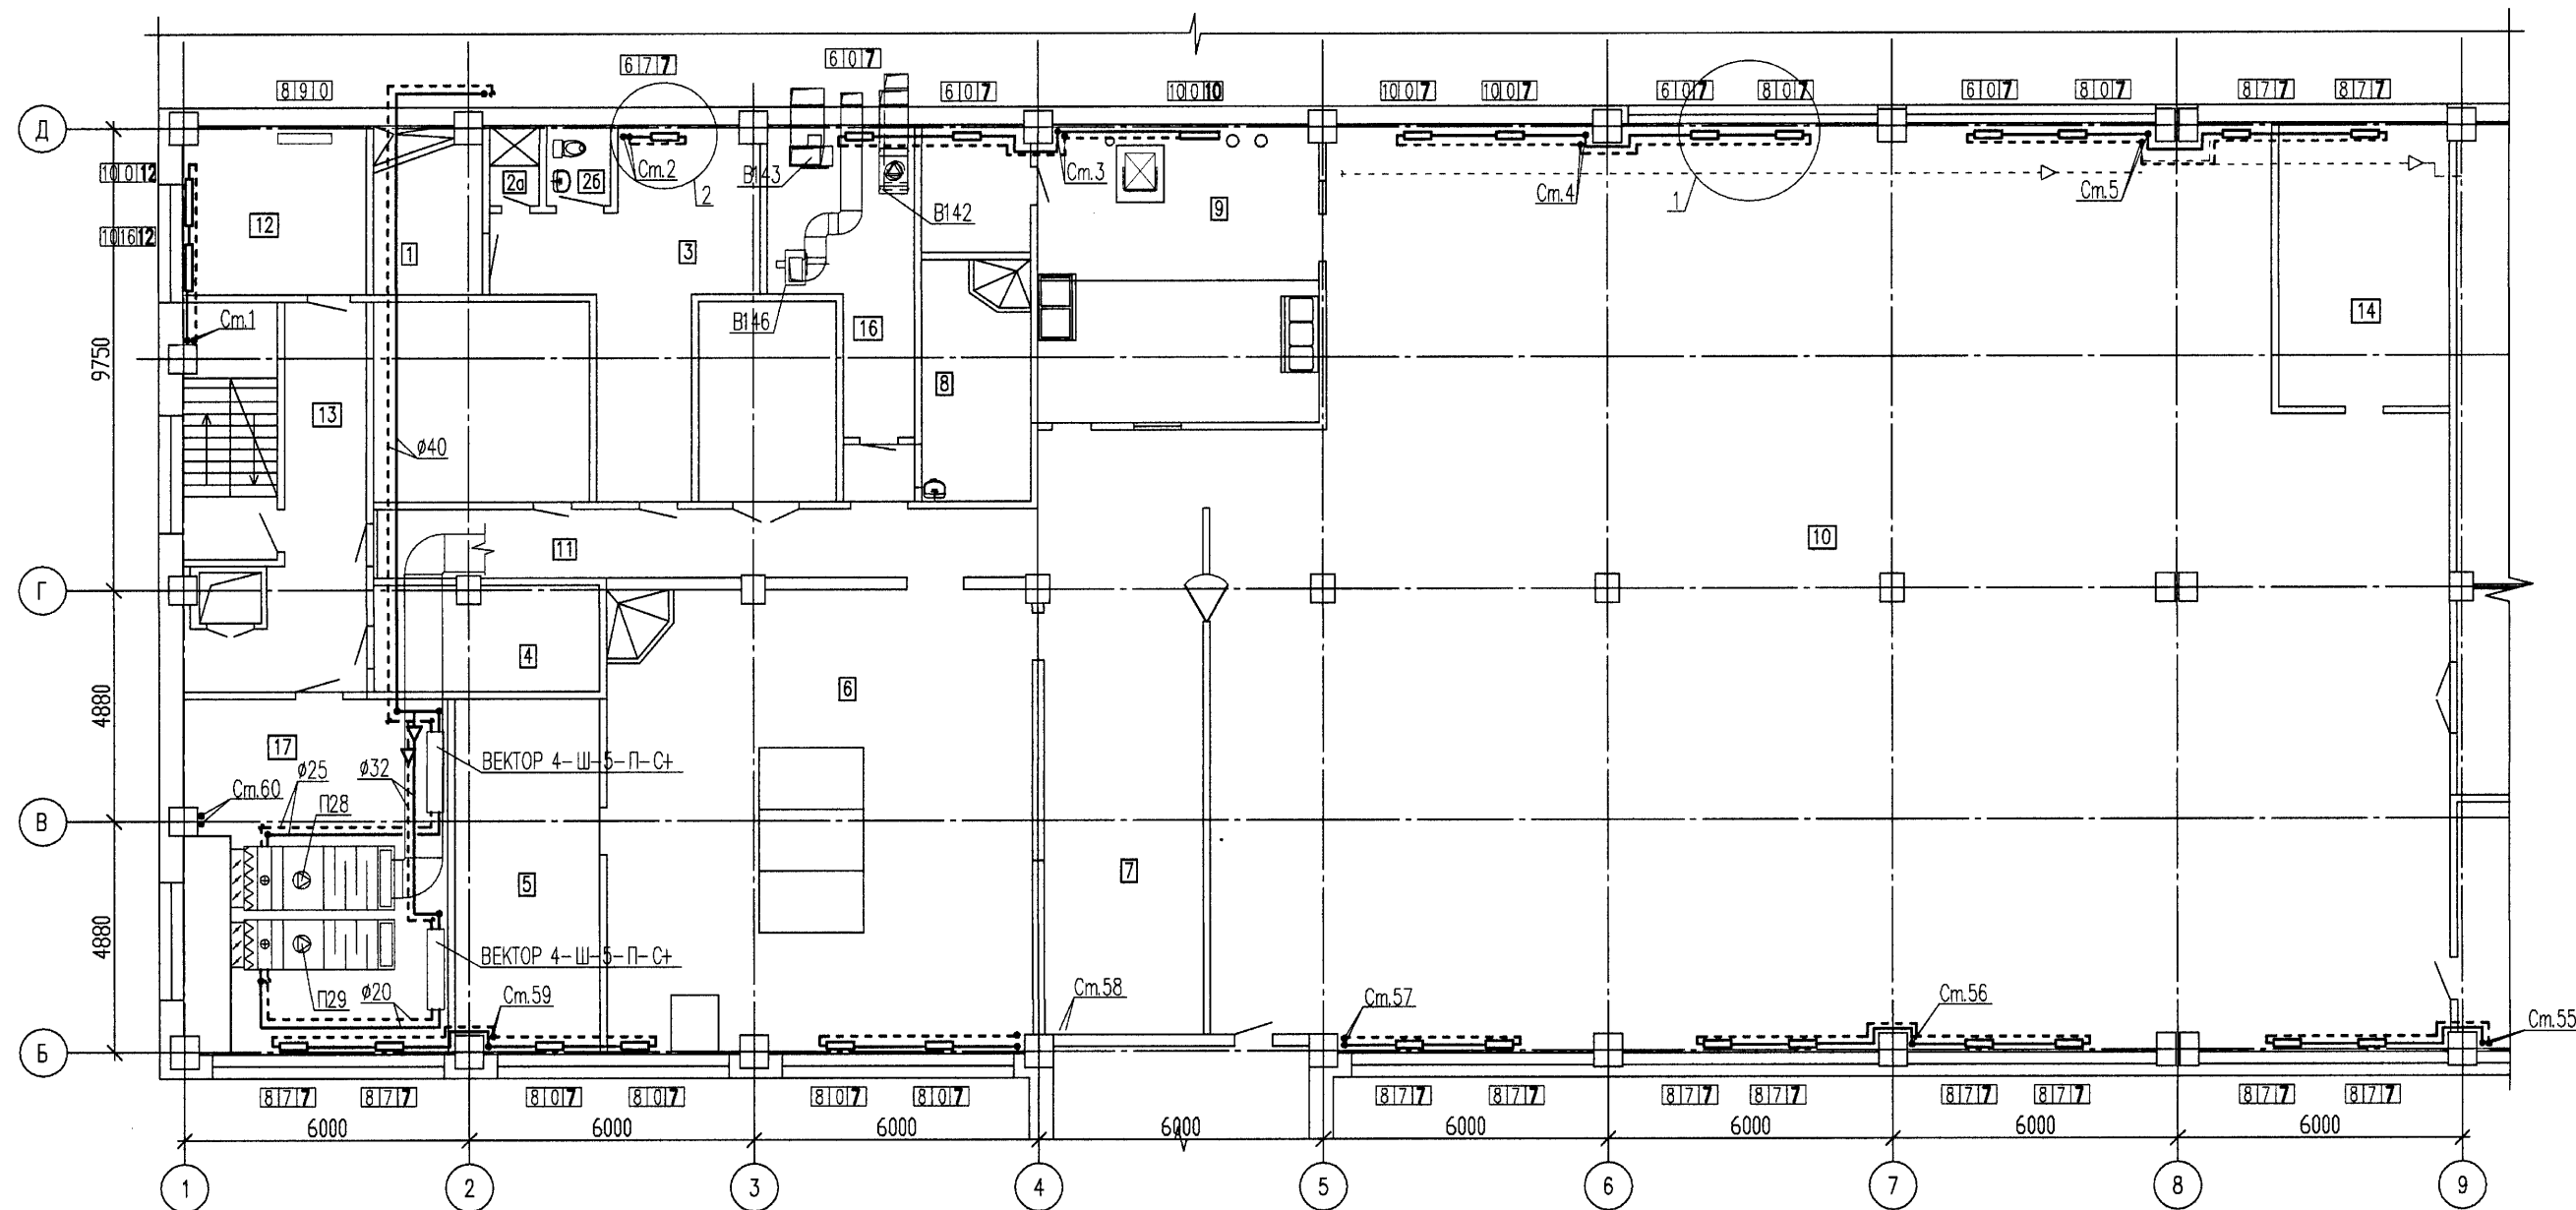 6|7|7
6|0|7
8|9|0
6|0|7
10|0|10
10|0|7
10|0|7
6|0|7
8|0|7
6|0|7
8|0|7
8|7|7
8|7|7
Д
10|0|12
2а
2б
Ст.2
2
В143
Ст.3
Ст.4
1
Ст.5
10|16|12
12
1
3
В142
9
Ст.1
В146
16
14
9750
13
8
ø40
11
10
Г
4
6
4880
17
ВЕКТОР 4-Ш-5-П-С+
ø25
ø32
Ст.60
П28
В
5
7
4880
ВЕКТОР 4-Ш-5-П-С+
П29
ø20
Ст.59
Ст.58
Ст.57
Ст.56
Ст.55
Б
8|7|7
8|7|7
8|0|7
8|0|7
8|0|7
8|0|7
8|7|7
8|7|7
8|7|7
8|7|7
8|7|7
8|7|7
8|7|7
8|7|7
6000
6000
6000
6000
6000
6000
6000
6000
1
2
3
4
5
6
7
8
9